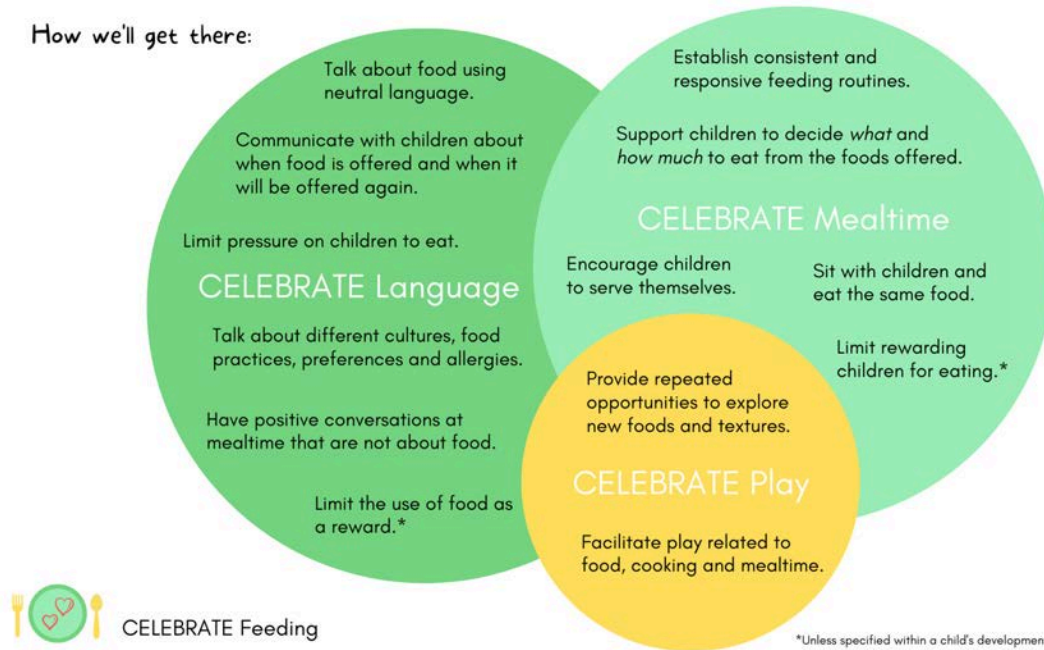 How we'll get there:
Talk about food using
neutral language.
Communicate with children about
when food is offered and when it
will be offered again.
Limit pressure on children to eat.
CELEBRATE Language
Talk about different cultures, food
practices, preferences and allergies.
Have positive conversations at
mealtime that are not about food.
Limit the use of food as
a reward.*
Establish consistent and
responsive feeding routines.
Support children to decide what and
how much to eat from the foods offered.
CELEBRATE Mealtime
Encourage children
to serve themselves.
Sit with children and
eat the same food.
Limit rewarding
children for eating.*
Provide repeated
opportunities to explore
new foods and textures.
CELEBRATE Play
Facilitate play related to
food, cooking and mealtime.
CELEBRATE Feeding
*Unless specified within a child's developmen